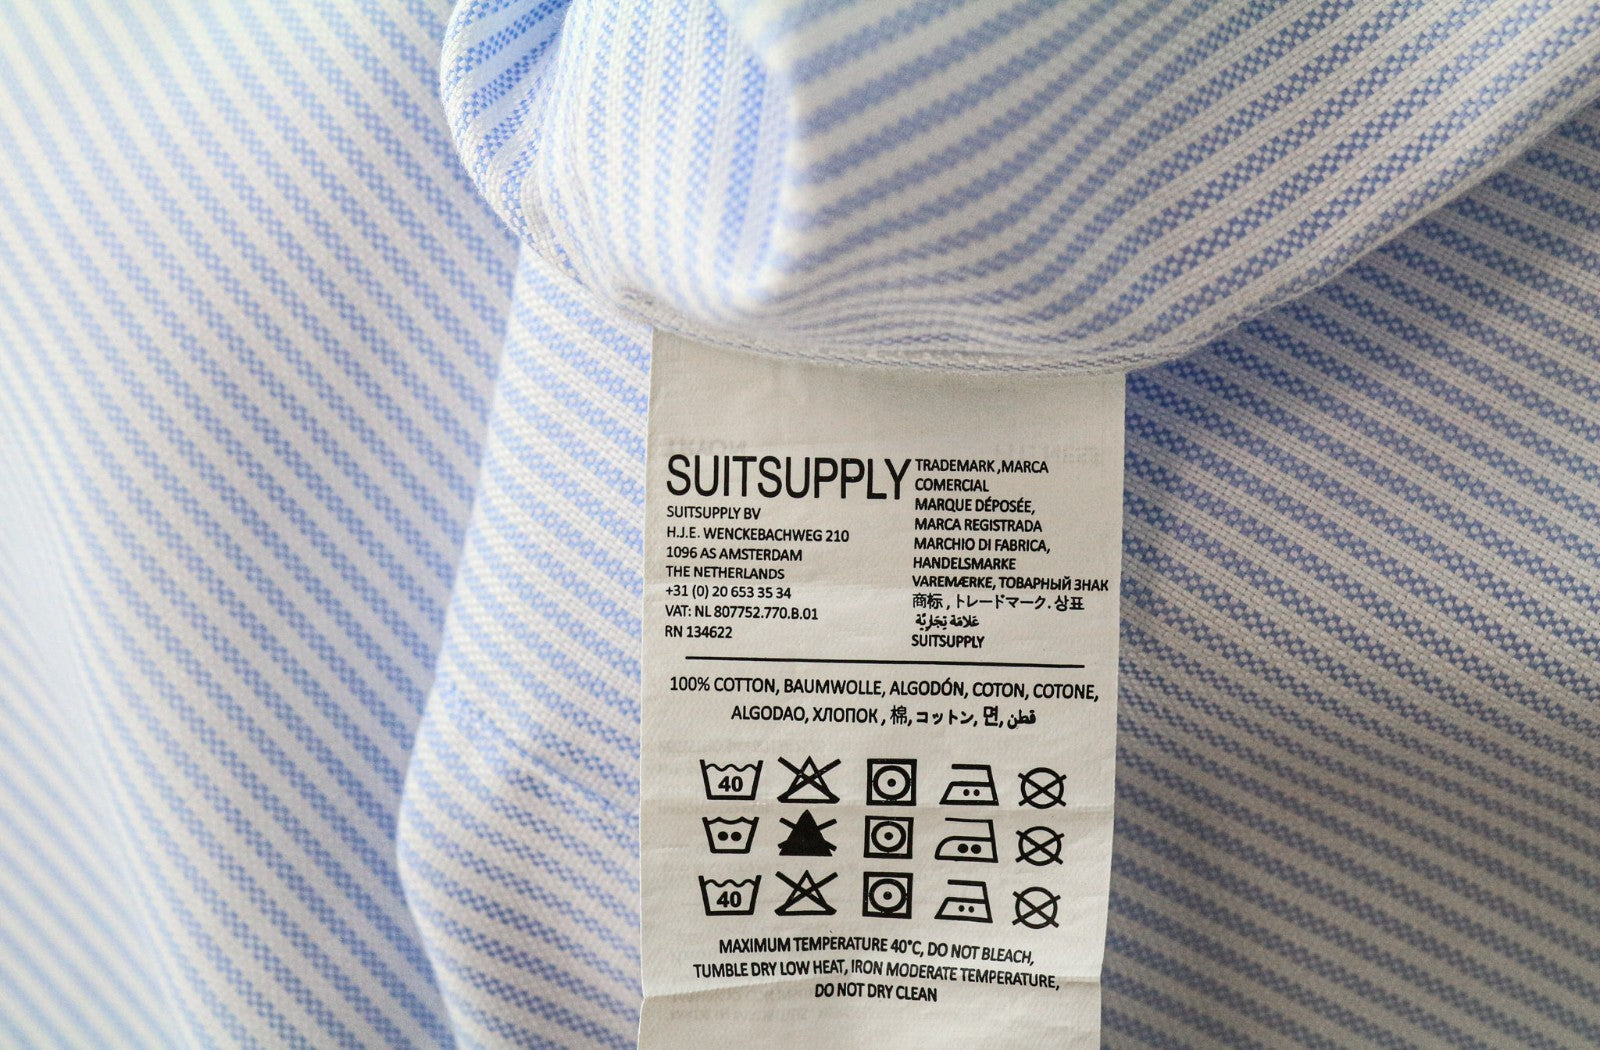 SUITSUPPLY
SUITSUPPLY BV
H.J.E. WENCKEBACHWEG 210
1096 AS AMSTERDAM
THE NETHERLANDS
+31 (0) 20 653 35 34
VAT: NL 807752.770.B.01
RN 134622
TRADEMARK ,MARCA
COMERCIAL
MARQUE DÉPOSÉE,
MARCA REGISTRADA
MARCHIO DI FABRICA,
HANDELSMARKE
VAREMÆRKE, ТОВАРНЫЙ ЗНАК
商标 , トレードマーク. 상표
عَلامَة تِجَارِيَّة
SUITSUPPLY
100% COTTON, BAUMWOLLE, ALGODÓN, COTON, COTONE,
ALGODAO, ХЛОПОК , 棉, コットン, 면, قطن
40
40
MAXIMUM TEMPERATURE 40°C, DO NOT BLEACH,
TUMBLE DRY LOW HEAT, IRON MODERATE TEMPERATURE,
DO NOT DRY CLEAN